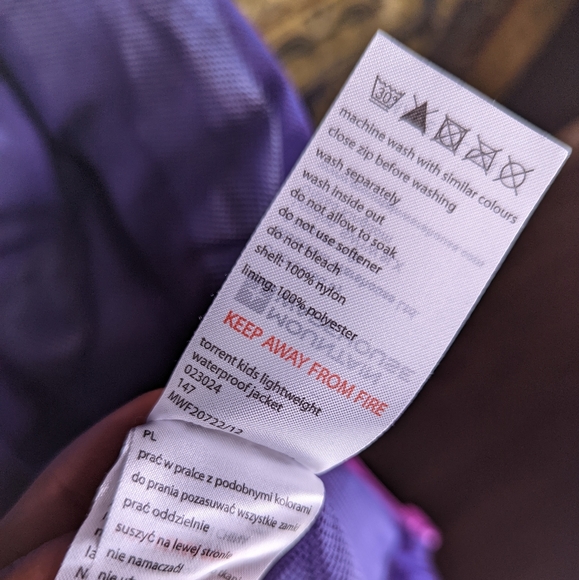 30°
machine wash with similar colours
close zip before washing
wash separately
wash inside out
do not allow to soak
do not use softener
do not bleach
shell: 100% nylon
lining: 100% polyester
KEEP AWAY FROM FIRE
torrent kids lightweight
waterproof jacket
023024
147
MWF20722/12
PL
prać w pralce z podobnymi kolorami
do prania pozasuwać wszystkie
prać oddzielnie
suszyć na lewej stronie
nie namaczać
nie